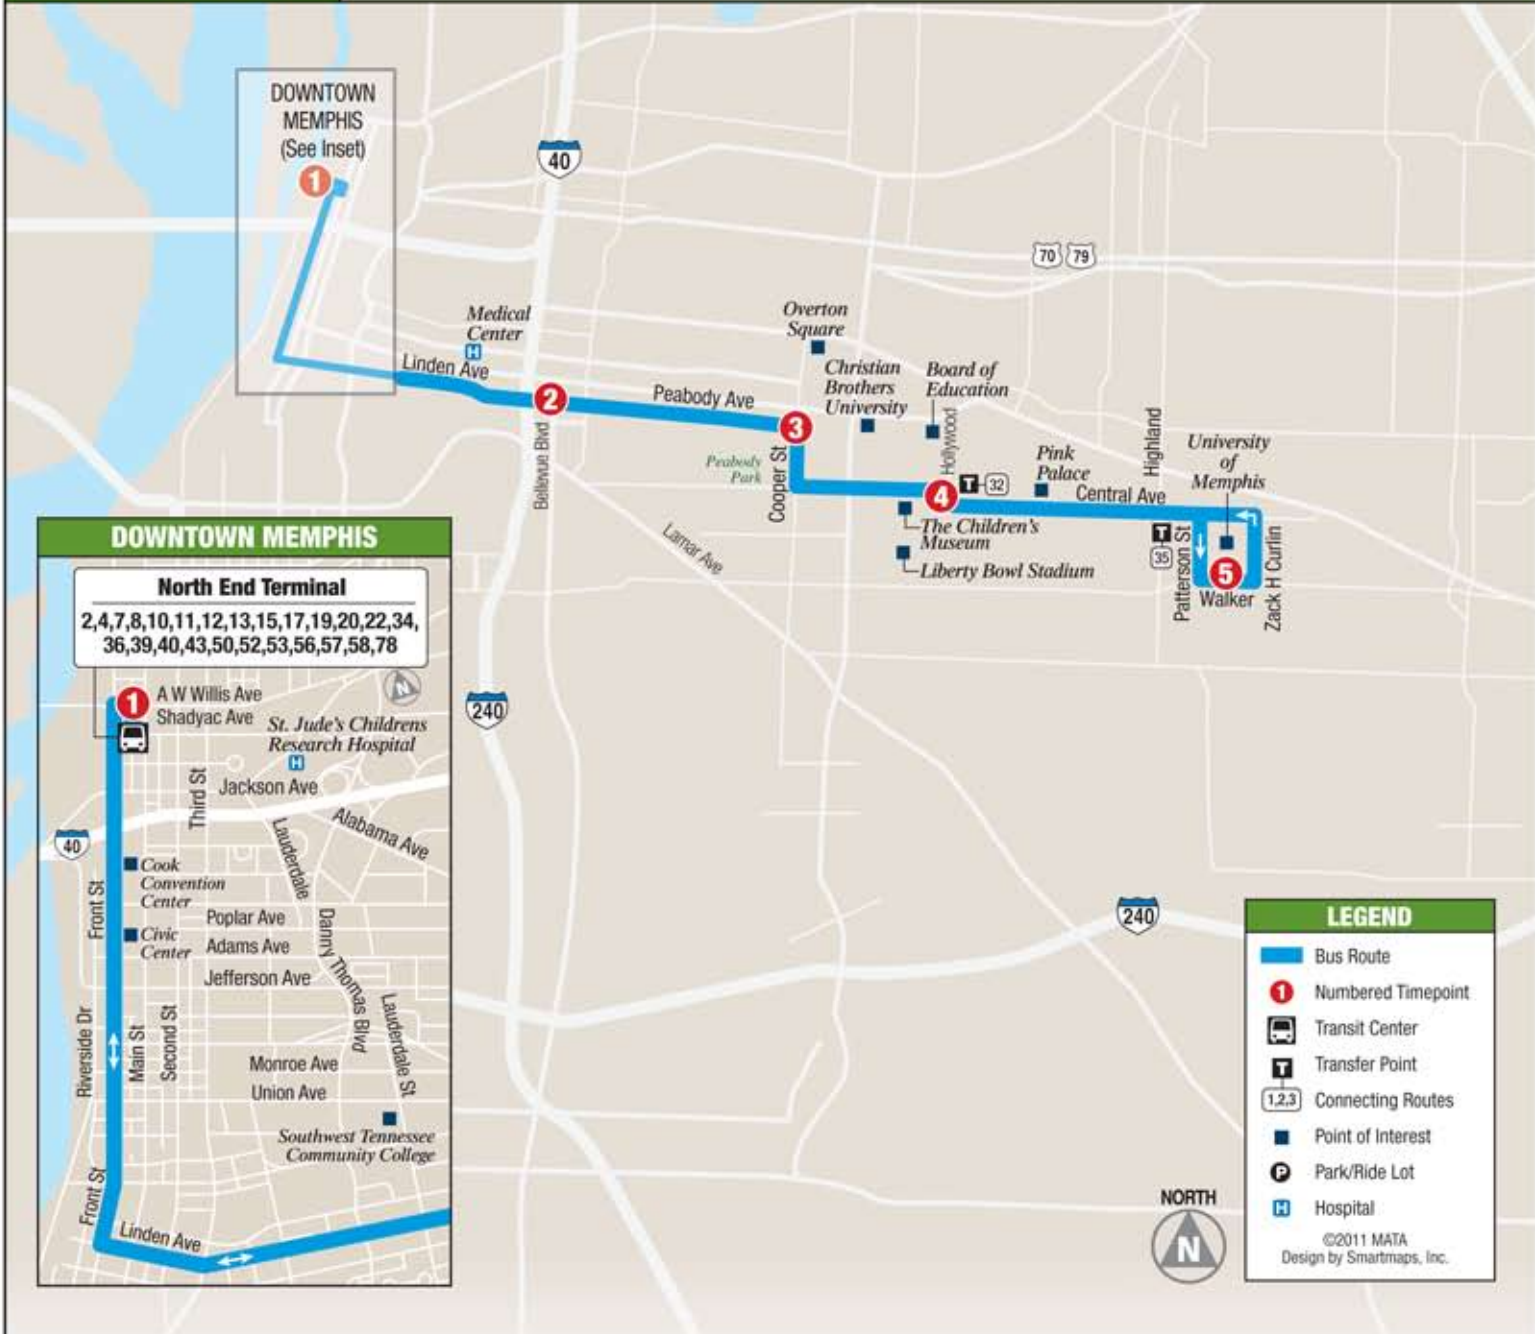 DOWNTOWN
MEMPHIS
(See Inset)
1
40
70
79
Medical
Center
H
Linden Ave
2
Peabody Ave
Bellevue Blvd
Overton
Square
Christian
Brothers
University
Board of
Education
Hollywood
3
Peabody
Park
Cooper St
4
T
32
The Children's
Museum
Liberty Bowl Stadium
Pink
Palace
Central Ave
Highland
University
of
Memphis
T
35
Patterson St
5
Walker
Zack H Curlin
Lamar Ave
240
240
DOWNTOWN MEMPHIS
North End Terminal
2,4,7,8,10,11,12,13,15,17,19,20,22,34,
36,39,40,43,50,52,53,56,57,58,78
N
1
A W Willis Ave
Shadyac Ave
St. Jude's Childrens
Research Hospital
H
Third St
Jackson Ave
Alabama Ave
40
Lauderdale
Cook
Convention
Center
Front St
Poplar Ave
Civic
Center
Adams Ave
Jefferson Ave
Danny Thomas Blvd
Lauderdale St
Riverside Dr
Main St
Second St
Monroe Ave
Union Ave
Southwest Tennessee
Community College
Front St
Linden Ave
NORTH
N
LEGEND
Bus Route
1 Numbered Timepoint
Transit Center
T Transfer Point
1,2,3 Connecting Routes
Point of Interest
P Park/Ride Lot
H Hospital
©2011 MATA
Design by Smartmaps, Inc.